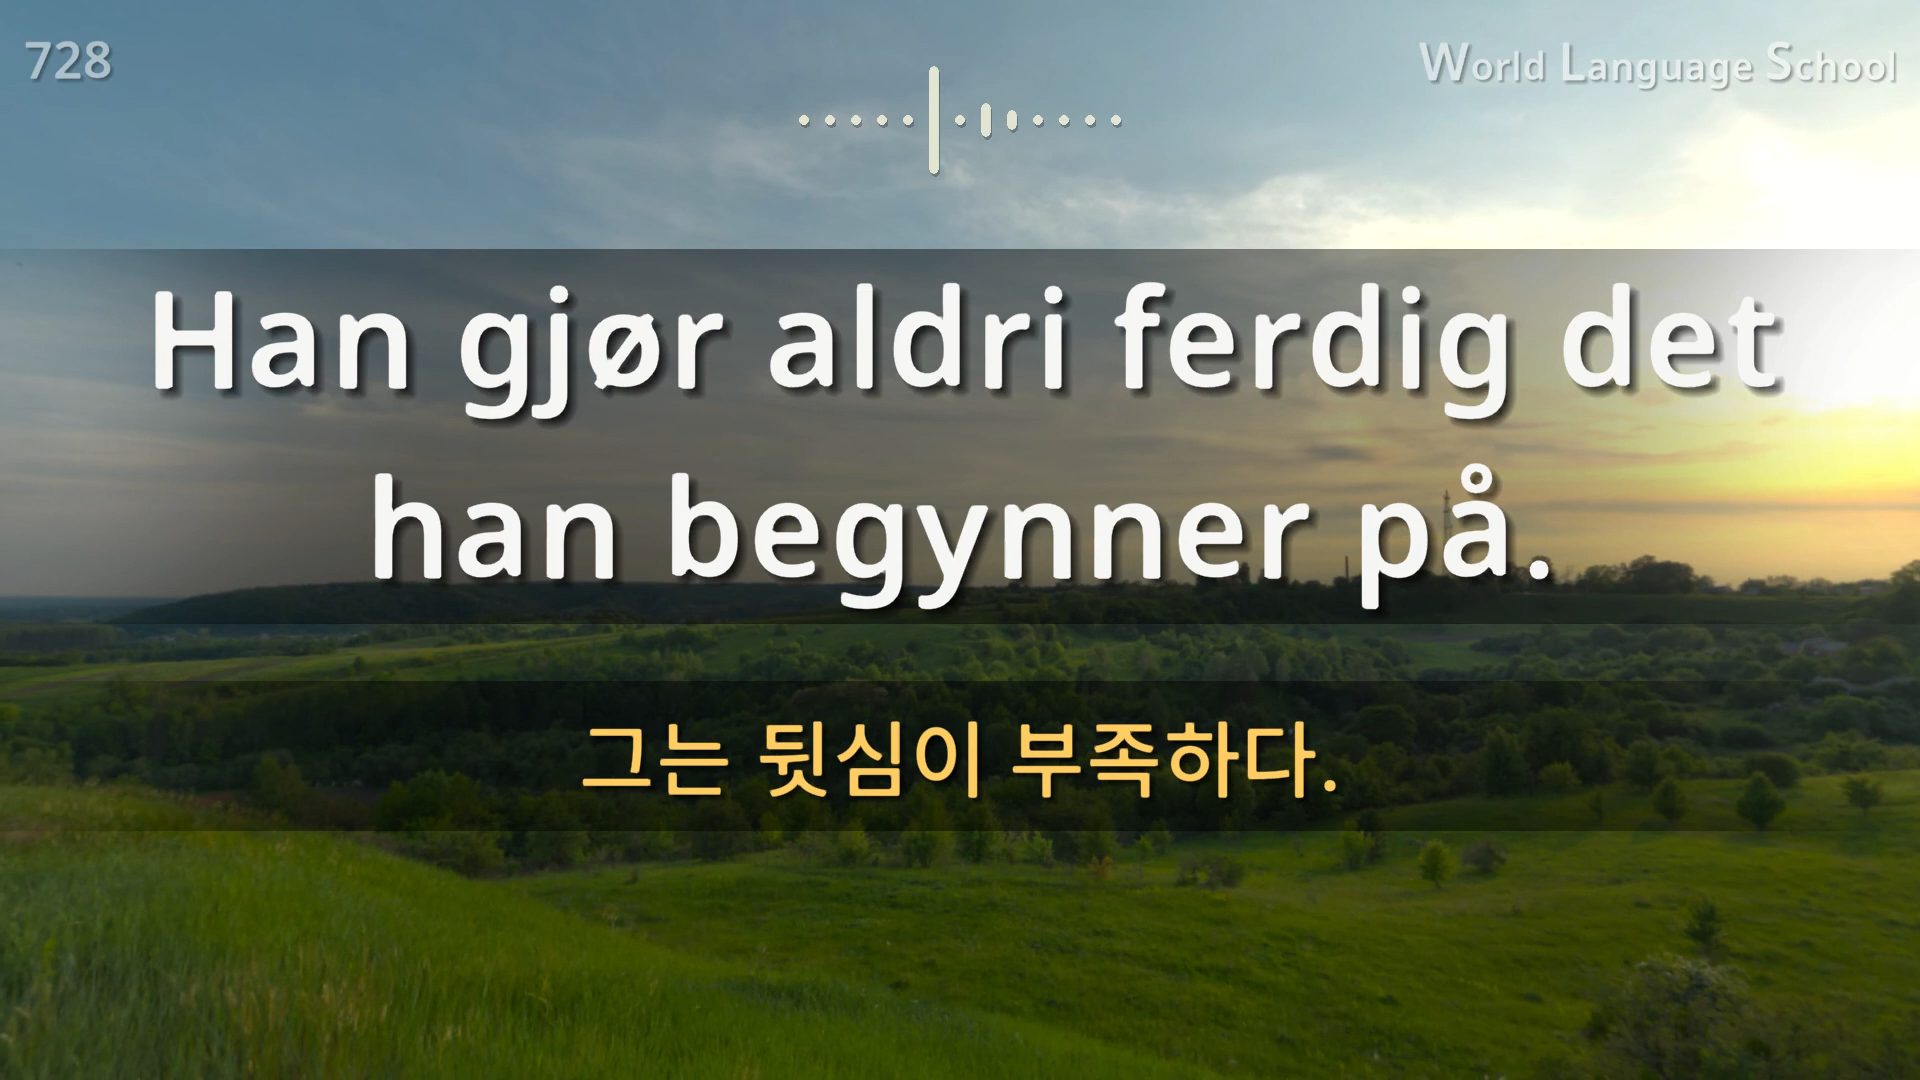 728
World Language School
Han gjør aldri ferdig det
han begynner på.
그는 뒷심이 부족하다.